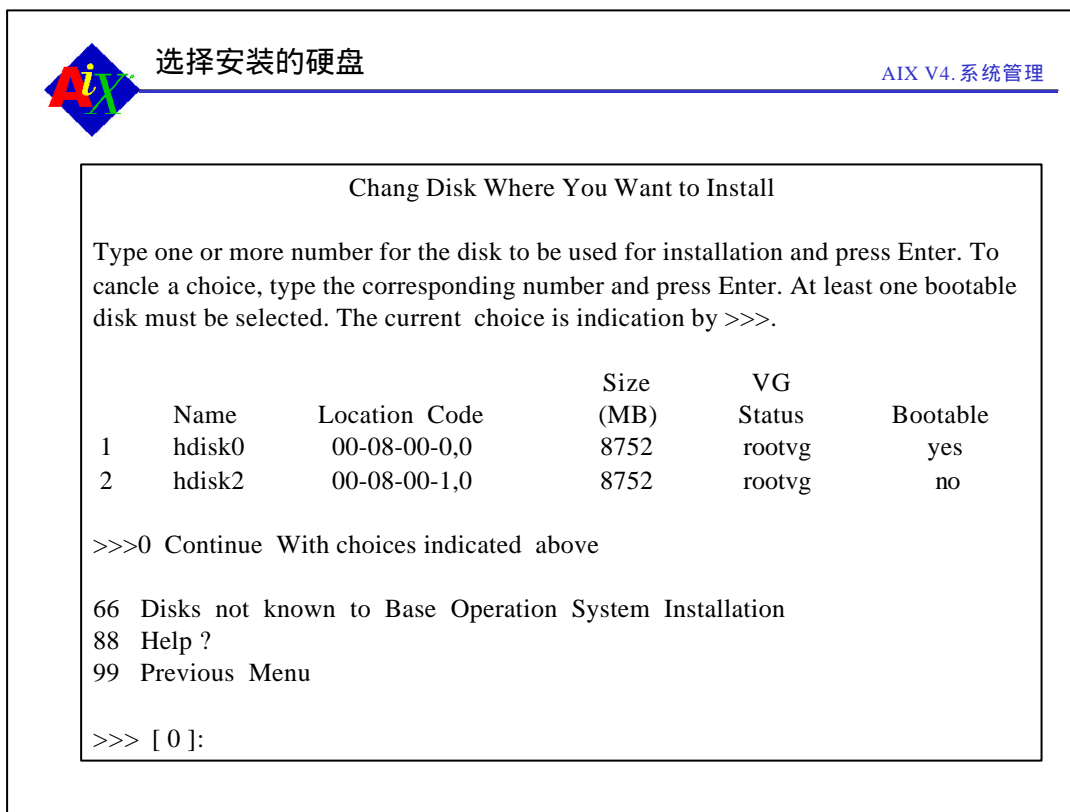 AiX
选择安装的硬盘
AIX V4.系统管理
Chang Disk Where You Want to Install
Type one or more number for the disk to be used for installation and press Enter. To
cancle a choice, type the corresponding number and press Enter. At least one bootable
disk must be selected. The current choice is indication by >>>.
Size VG
Name Location Code (MB) Status Bootable
1 hdisk0 00-08-00-0,0 8752 rootvg yes
2 hdisk2 00-08-00-1,0 8752 rootvg no
>>>0 Continue With choices indicated above
66 Disks not known to Base Operation System Installation
88 Help ?
99 Previous Menu
>>> [ 0 ]: